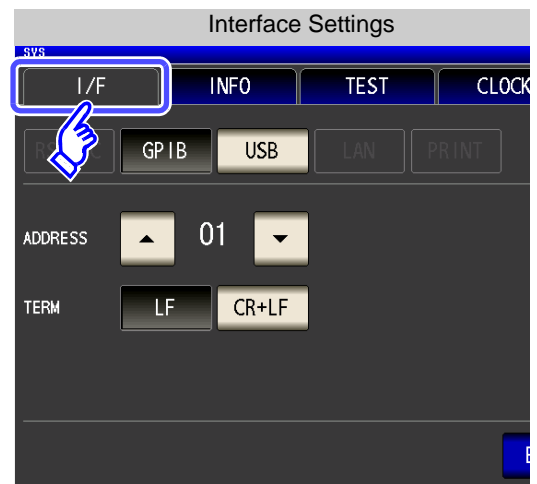 Interface Settings
SYS
I/F INFO TEST CLOCK
GPIB USB LAN PRINT
ADDRESS 01
TERM LF CR+LF